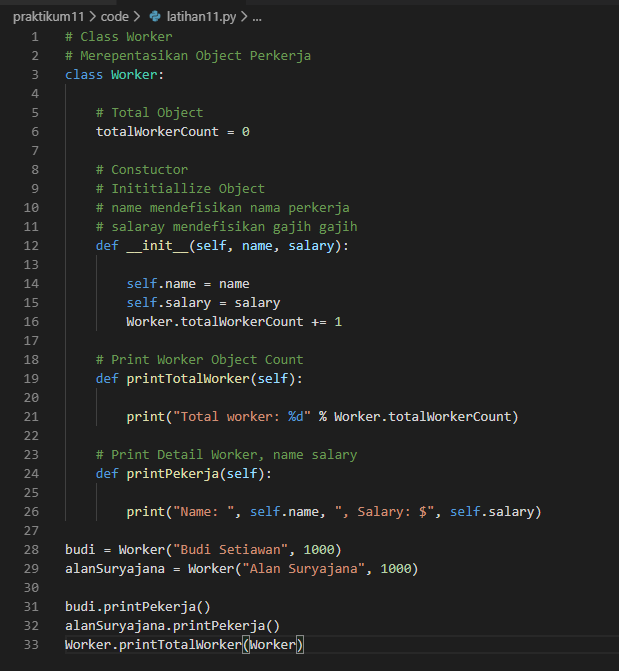 praktikum11 > code > latihan11.py > ...
1 # Class Worker
2 # Merepentasikan Object Perkerja
3 class Worker:
4
5     # Total Object
6     totalWorkerCount = 0
7
8     # Constuctor
9     # Inititiallize Object
10     # name mendefisikan nama perkerja
11     # salaray mendefisikan gajih gajih
12     def __init__(self, name, salary):
13
14         self.name = name
15         self.salary = salary
16         Worker.totalWorkerCount += 1
17
18     # Print Worker Object Count
19     def printTotalWorker(self):
20
21         print("Total worker: %d" % Worker.totalWorkerCount)
22
23     # Print Detail Worker, name salary
24     def printPekerja(self):
25
26         print("Name: ", self.name, ", Salary: $", self.salary)
27
28 budi = Worker("Budi Setiawan", 1000)
29 alanSuryajana = Worker("Alan Suryajana", 1000)
30
31 budi.printPekerja()
32 alanSuryajana.printPekerja()
33 Worker.printTotalWorker(Worker)